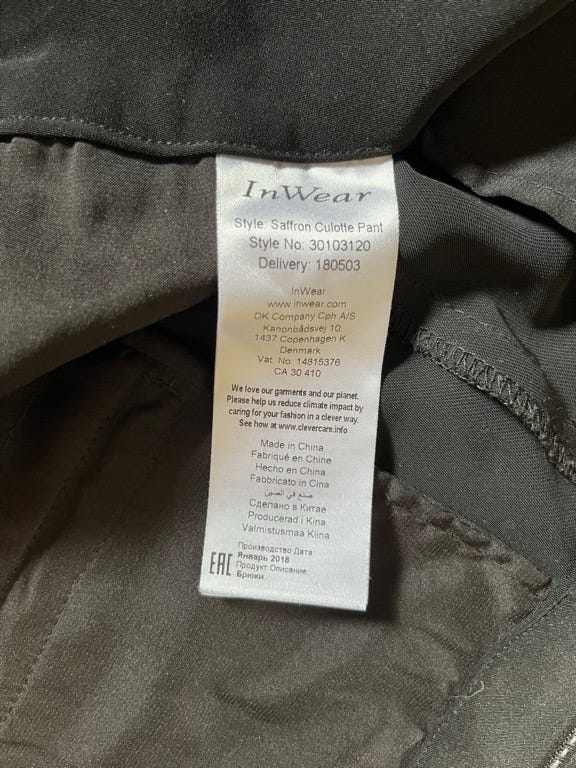 InWear
Style: Saffron Culotte Pant
Style No: 30103120
Delivery: 180503
InWear
www.inwear.com
DK Company Cph A/S
Kanonbådsvej 10,
1437 Copenhagen K.
Denmark
Vat. No. 14815376
CA 30 410
We love our garments and our planet.
Please help us reduce climate impact by
caring for your fashion in a clever way.
See how at www.clevercare.info
Made in China
Fabriqué en Chine
Hecho en China
Fabbricato in Cina
صنع في الصين
Сделано в Китае
Producerad i Kina
Valmistusmaa Kiina
EAC
Производство Дата
Январь 2018
Продукт Описание
Брюки